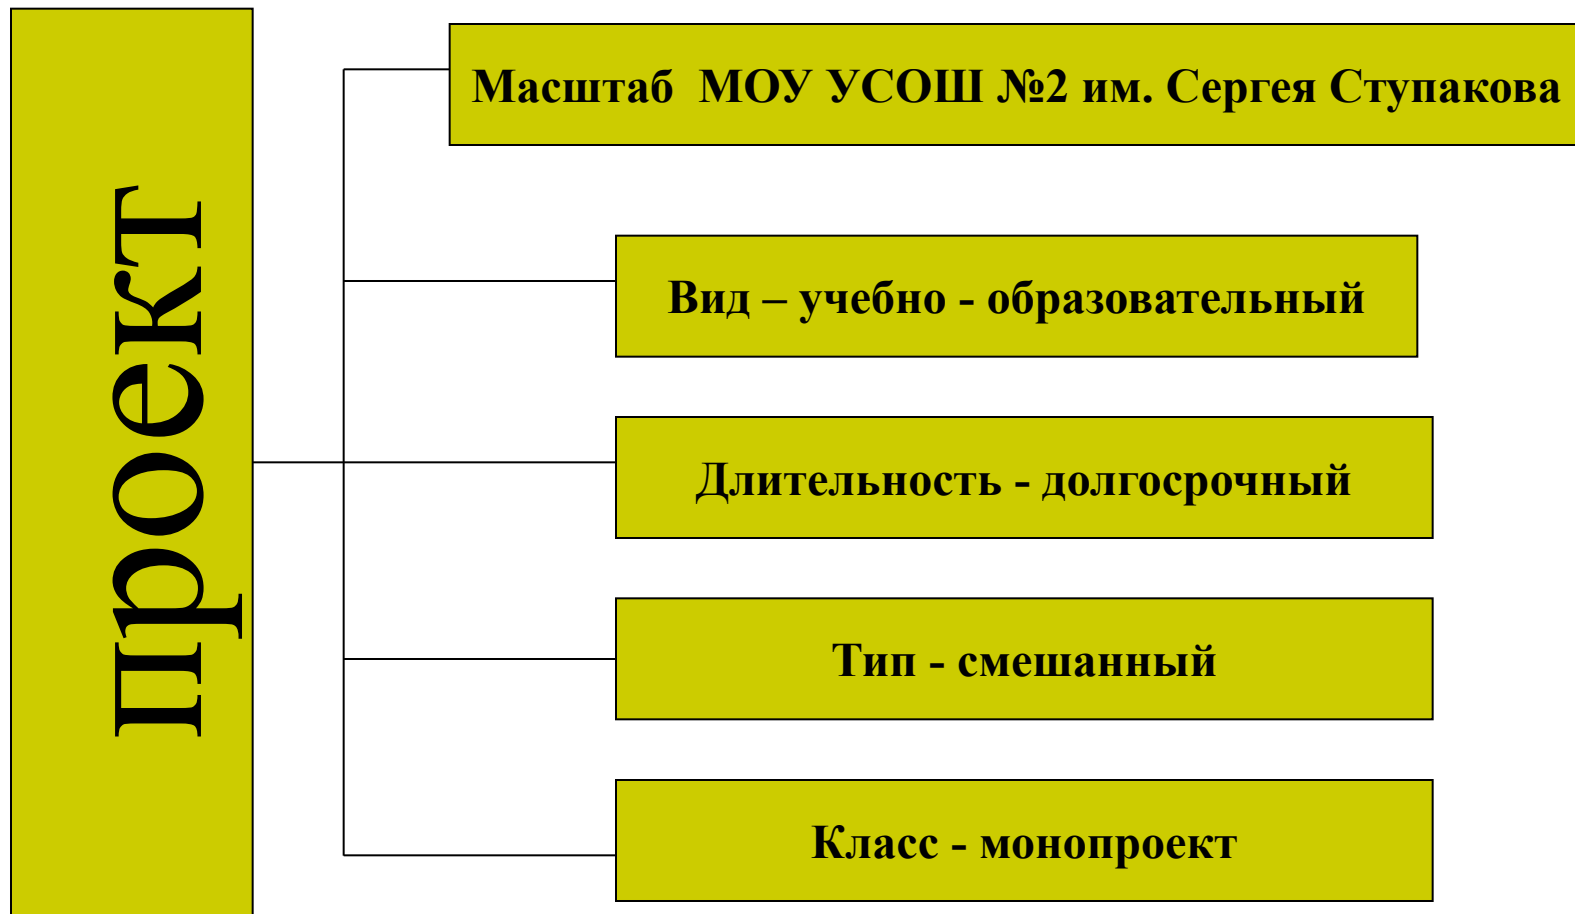 проект
Масштаб  МОУ УСОШ №2 им. Сергея Ступакова
Вид – учебно - образовательный
Длительность - долгосрочный
Тип - смешанный
Класс - монопроект